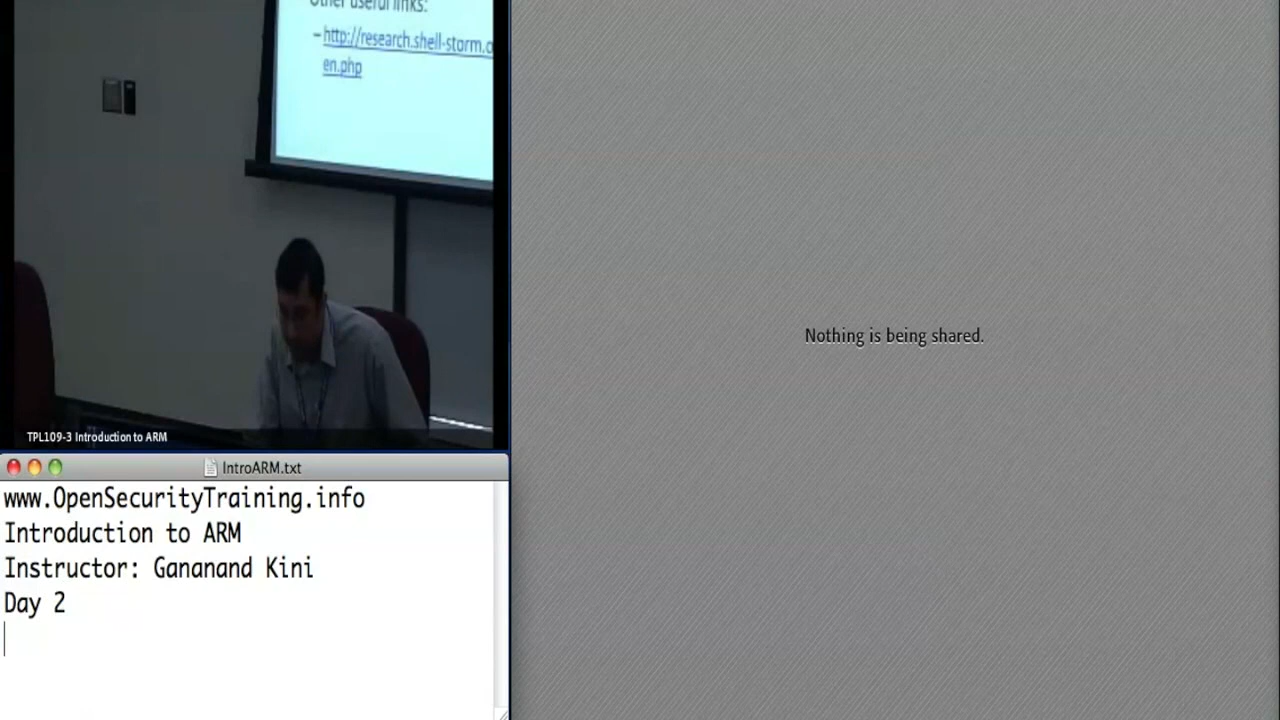 Other useful links:
–http://research.shell-storm.o
en.php
Nothing is being shared.
TPL109-3 Introduction to ARM
IntroARM.txt
www.OpenSecurityTraining.info
Introduction to ARM
Instructor: Gananand Kini
Day 2